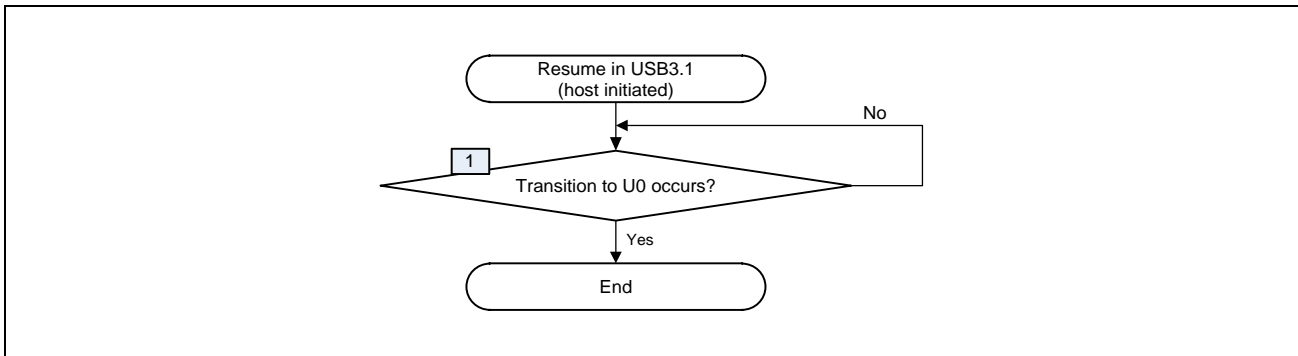 Resume in USB3.1
(host initiated)
No
1
Transition to U0 occurs?
Yes
End